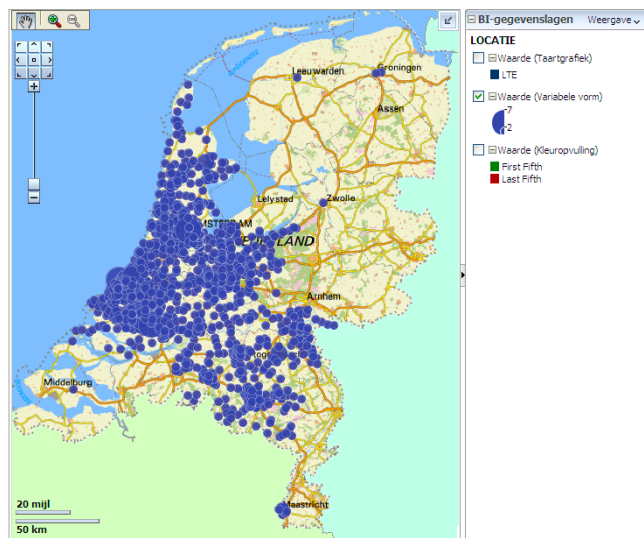 BI-gegevenslagen Weergave
LOCATIE
Waarde (Taartgrafiek)
LTE
Waarde (Variabele vorm)
-7
-2
Waarde (Kleuropvulling)
First Fifth
Last Fifth
Leeuwarden
Groningen
Assen
Lelystad
Zwolle
Arnhem
Middelburg
Maastricht
20 mijl
50 km